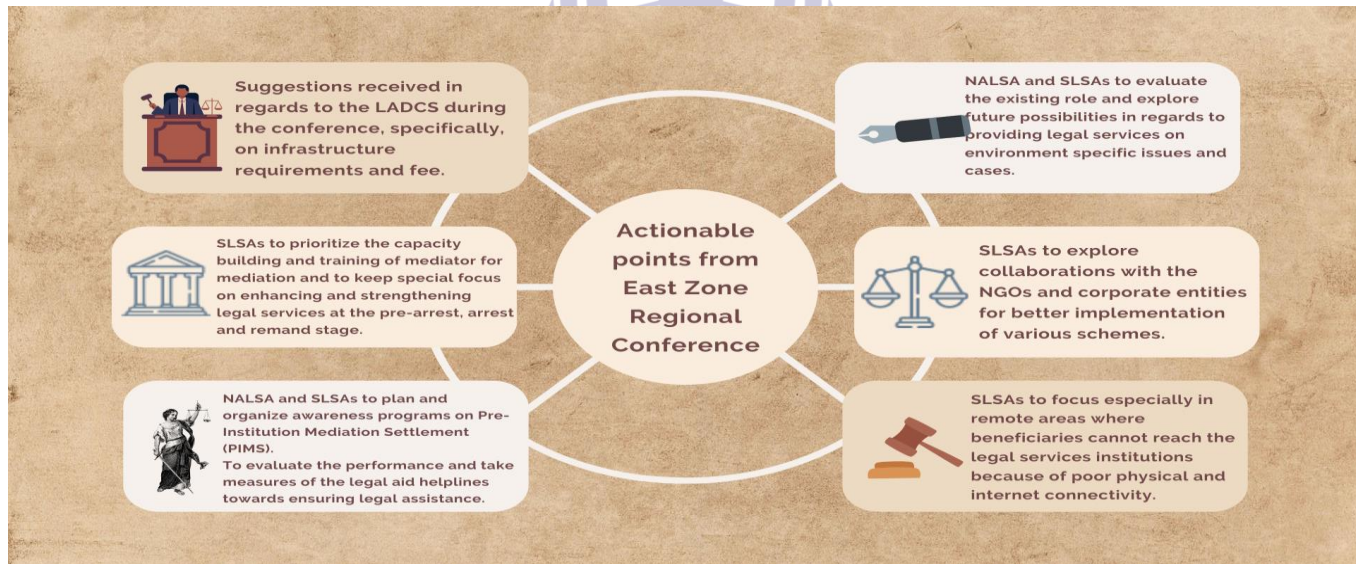 Suggestions received in
regards to the LADCS during
the conference, specifically,
on infrastructure
requirements and fee.
SLSAs to prioritize the capacity
building and training of mediator for
mediation and to keep special focus
on enhancing and strengthening
legal services at the pre-arrest, arrest
and remand stage.
NALSA and SLSAs to plan and
organize awareness programs on Pre-
Institution Mediation Settlement
(PIMS).
To evaluate the performance and take
measures of the legal aid helplines
towards ensuring legal assistance.
Actionable
points from
East Zone
Regional
Conference
NALSA and SLSAs to evaluate
the existing role and explore
future possibilities in regards to
providing legal services on
environment specific issues and
cases.
SLSAs to explore
collaborations with the
NGOs and corporate entities
for better implementation
of various schemes.
SLSAs to focus especially in
remote areas where
beneficiaries cannot reach the
legal services institutions
because of poor physical and
internet connectivity.